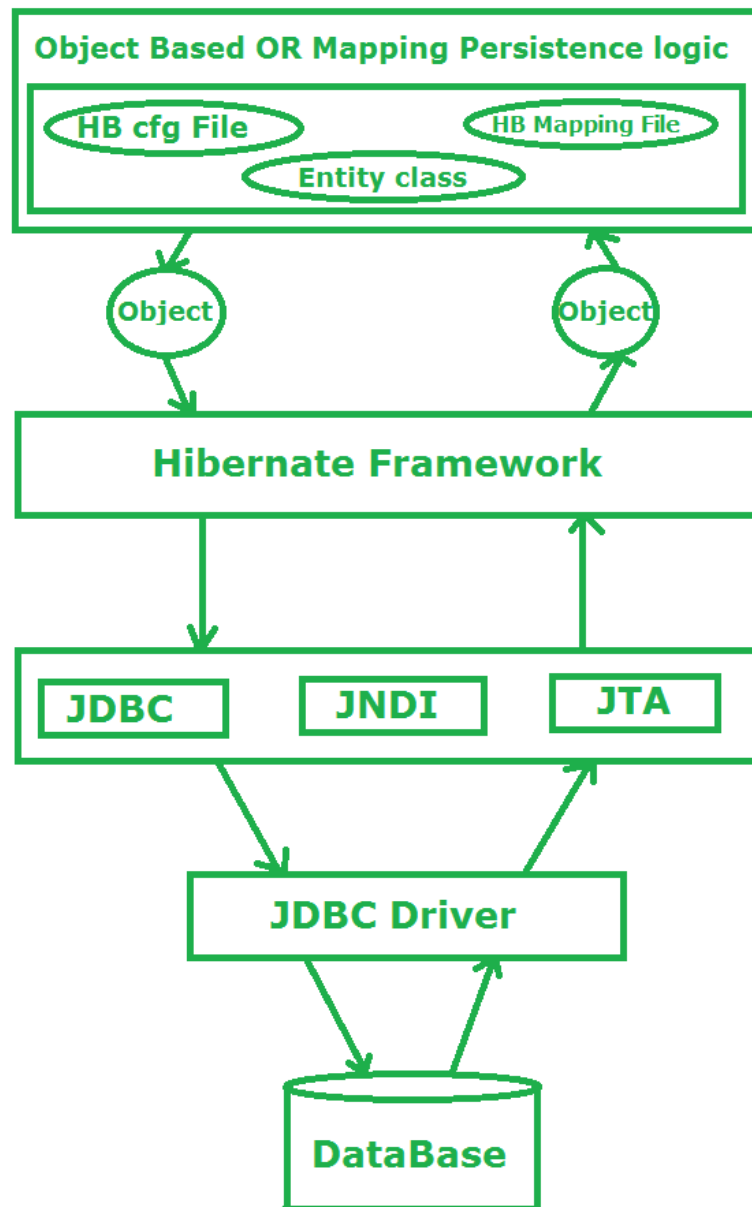 Object Based OR Mapping Persistence logic
HB cfg File
HB Mapping File
Entity class
Object
Object
Hibernate Framework
JDBC
JNDI
JTA
JDBC Driver
DataBase